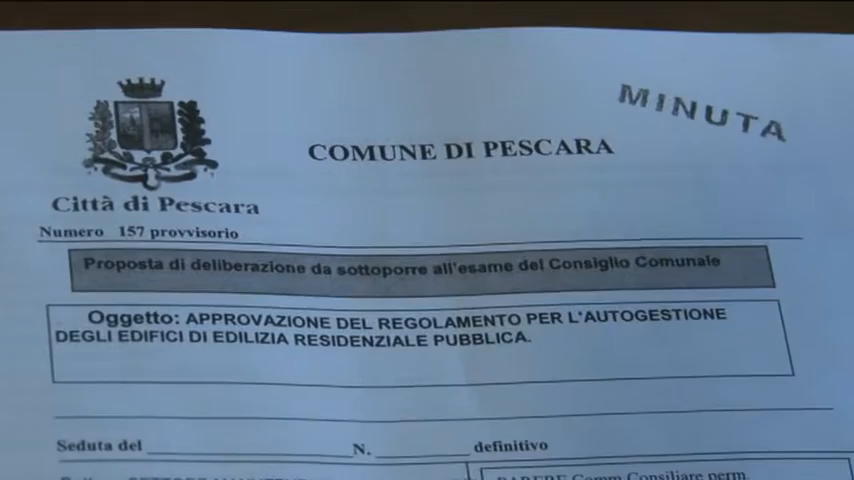 MINUTA
COMUNE DI PESCARA
Città di Pescara
Numero 157 provvisorio
Proposta di deliberazione da sottoporre all'esame del Consiglio Comunale
Oggetto: APPROVAZIONE DEL REGOLAMENTO PER L'AUTOGESTIONE
DEGLI EDIFICI DI EDILIZIA RESIDENZIALE PUBBLICA.
Seduta del N. definitivo
PARERE Comm Consiliare perm